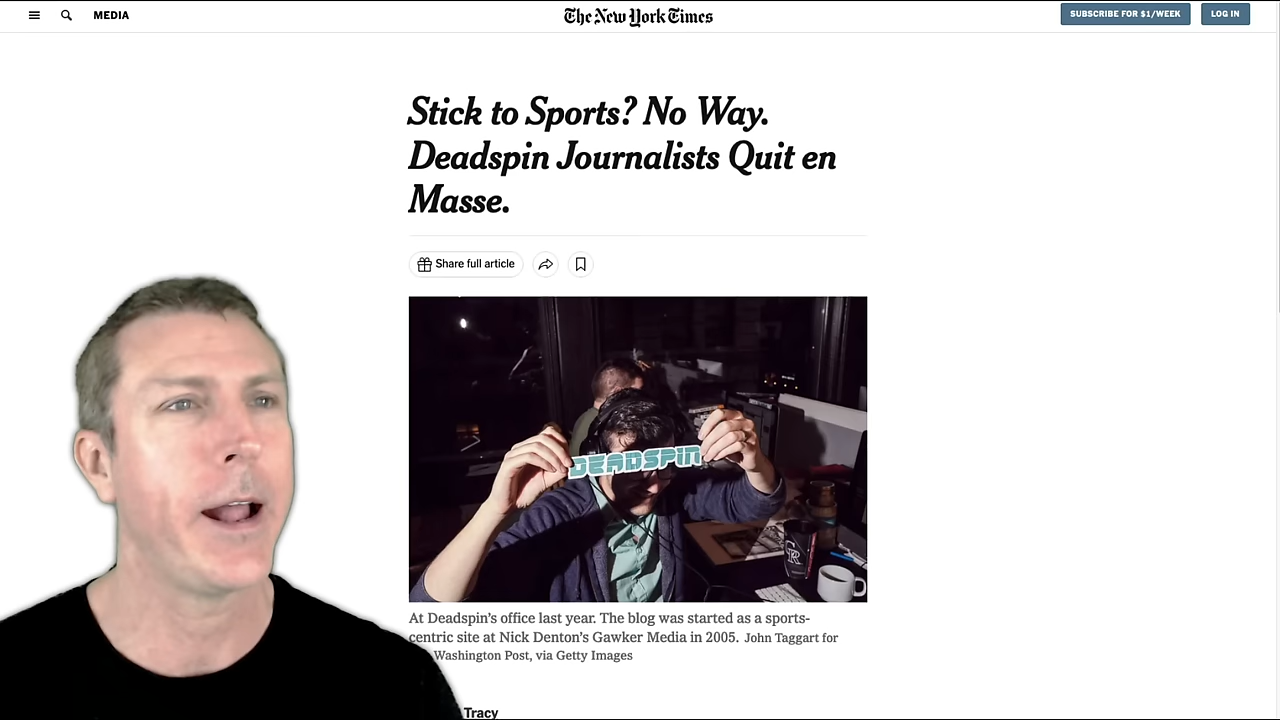 MEDIA
The New York Times
SUBSCRIBE FOR $1/WEEK
LOG IN
Stick to Sports? No Way.
Deadspin Journalists Quit en
Masse.
Share full article
DEADSPIN
At Deadspin’s office last year. The blog was started as a sports-
centric site at Nick Denton’s Gawker Media in 2005. John Taggart for
Washington Post, via Getty Images
Tracy